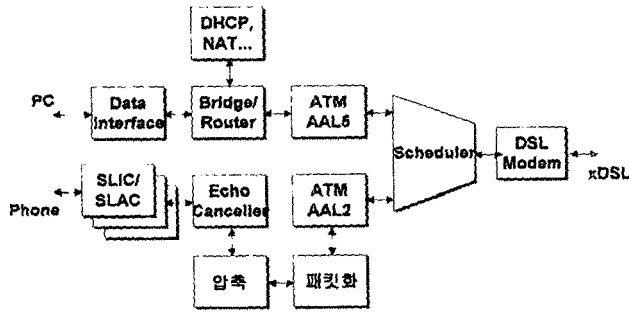 DHCP,
NAT...
PC
Data
Interface
Bridge/
Router
ATM
AAL5
Scheduler
DSL
Modem
xDSL
Phone
SLIC/
SLAC
Echo
Canceller
ATM
AAL2
압축
패킷화